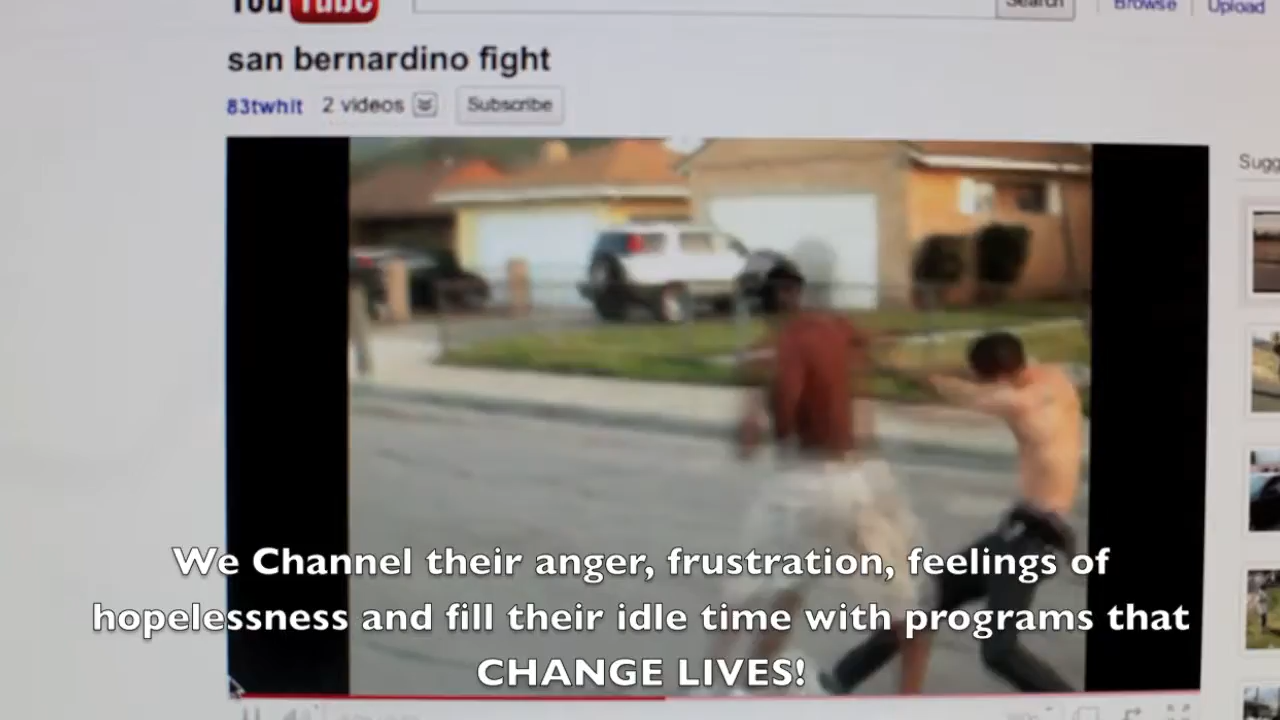 You Tube
Search
Browse
Upload
san bernardino fight
83twhit
2 videos
Subscribe
Sugg
We Channel their anger, frustration, feelings of
hopelessness and fill their idle time with programs that
CHANGE LIVES!